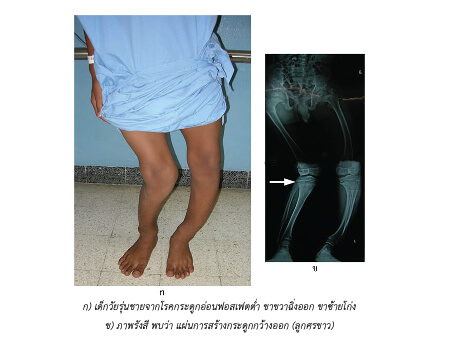 ก
ข
ก) เด็กวัยรุ่นชายจากโรคกระดูกอ่อนฟอสเฟตต่ำ ขาขวาฉิ่งออก ขาซ้ายโก่ง
ข) ภาพรังสี พบว่า แผ่นการสร้างกระดูกกว้างออก (ลูกศรขาว)